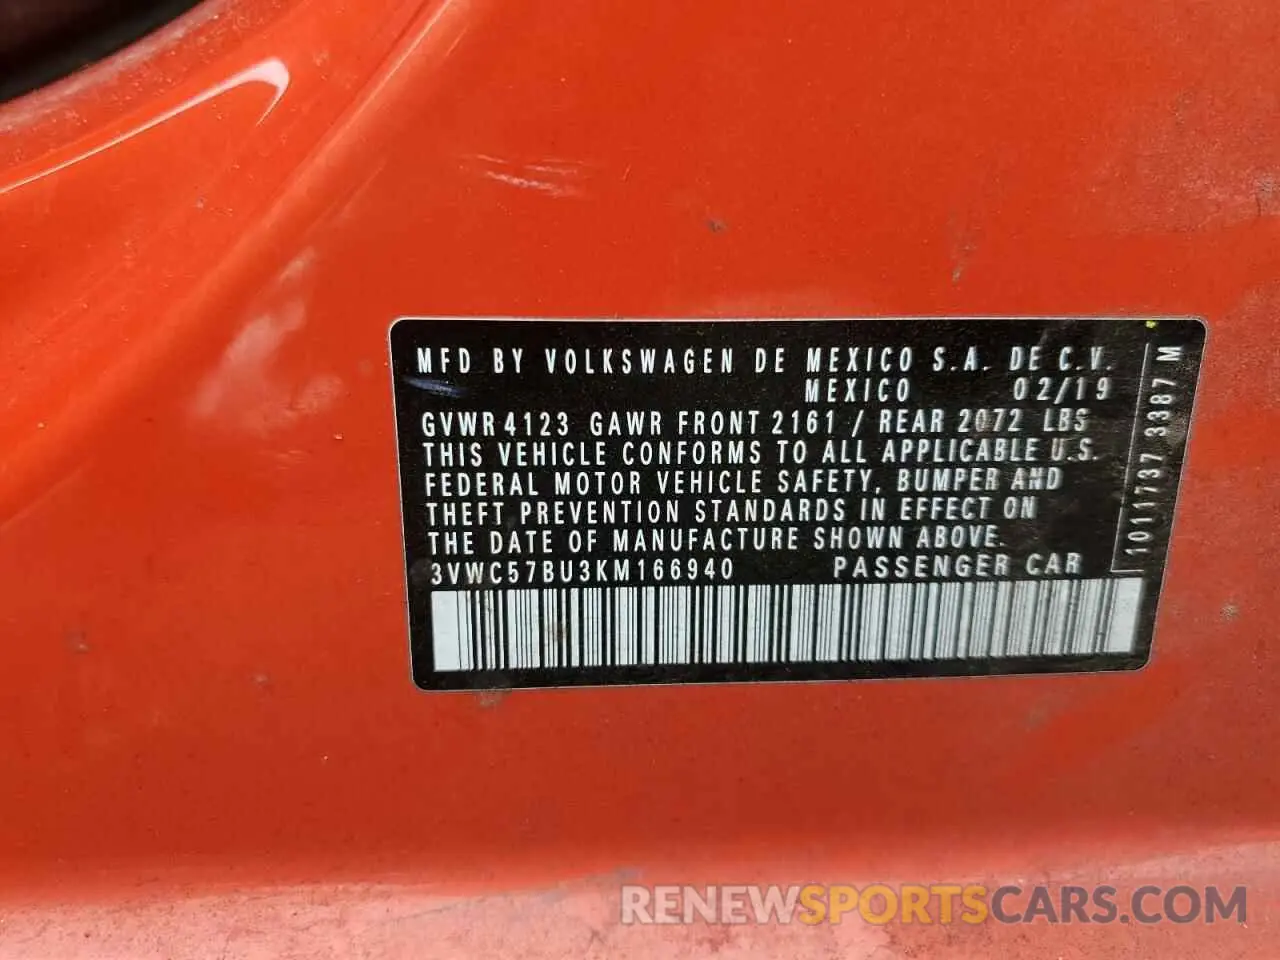 MFD BY VOLKSWAGEN DE MEXICO S.A. DE C.V.
MEXICO 02/19
GVWR 4123 GAWR FRONT 2161 / REAR 2072 LBS
THIS VEHICLE CONFORMS TO ALL APPLICABLE U.S.
FEDERAL MOTOR VEHICLE SAFETY, BUMPER AND
THEFT PREVENTION STANDARDS IN EFFECT ON
THE DATE OF MANUFACTURE SHOWN ABOVE.
3VWC57BU3KM166940 PASSENGER CAR
1011737 3387 M
RENEWSPORTSCARS.COM